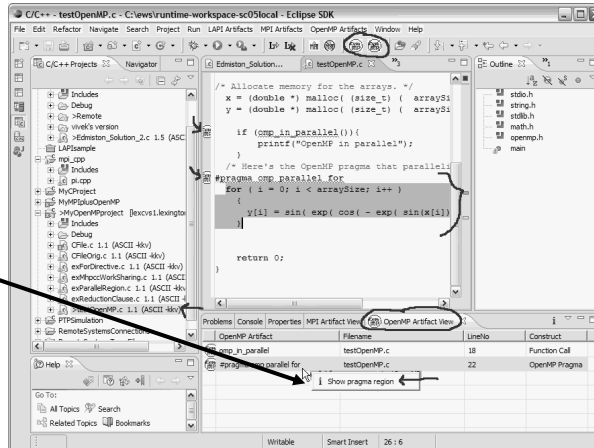 C/C++ - testOpenMP.c - C:\ews\runtime-workspace-sc05local - Eclipse SDK
File Edit Refactor Navigate Search Project Run LAPI Artifacts MPI Artifacts OpenMP Artifacts Window Help
C/C++ Projects Navigator
Includes
Debug
>Remote
vivek's version
>Edmiston_Solution_2.c 1.5 (ASC
LAPIsample
mpi_cpp
Includes
pi.cpp
MyCProject
MyMPIplusOpenMP
>MyOpenMPproject [lexcvs1.lexington
Includes
Debug
CFile.c 1.1 (ASCII -kkv)
CFileOrig.c 1.1 (ASCII -kkv)
exForDirective.c 1.1 (ASCII -kkv)
exMhpccWorkSharing.c 1.1 (ASCII
exParallelRegion.c 1.1 (ASCII -kkv)
exReductionClause.c 1.1 (ASCII -k
>testOpenMP.c 1.1 (ASCII -kkv)
PTPSimulation
RemoteSystemsConnections
Help
Go To:
All Topics Search
Related Topics Bookmarks
Edmiston_Solution... testOpenMP.c »3
/* Allocate memory for the arrays. */
x = (double *) malloc( (size_t) ( arraySi
y = (double *) malloc( (size_t) ( arraySi
if (omp_in_parallel()){
printf("OpenMP in parallel");
}
/* Here's the OpenMP pragma that paralleli
#pragma omp parallel for
for ( i = 0; i < arraySize; i++ )
{
y[i] = sin( exp( cos( - exp( sin(x[i])
}
return 0;
}
Outline »1
stdio.h
string.h
stdlib.h
math.h
openmp.h
main
Problems Console Properties MPI Artifact View OpenMP Artifact View
OpenMP Artifact Filename LineNo Construct
omp_in_parallel testOpenMP.c 18 Function Call
#pragma omp parallel for testOpenMP.c 22 OpenMP Pragma
Show pragma region
Writable Smart Insert 26 : 6